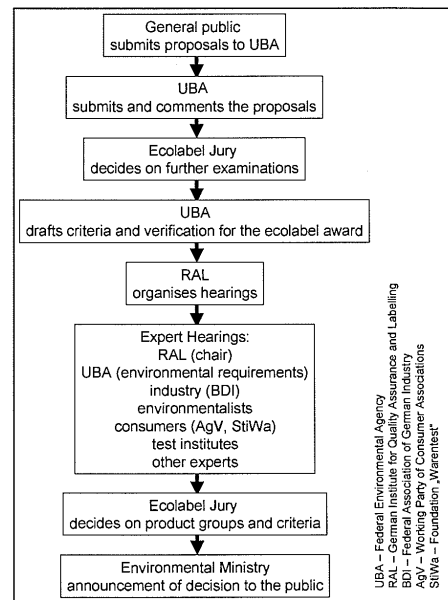 General public
submits proposals to UBA
UBA
submits and comments the proposals
Ecolabel Jury
decides on further examinations
UBA
drafts criteria and verification for the ecolabel award
RAL
organises hearings
Expert Hearings:
RAL (chair)
UBA (environmental requirements)
industry (BDI)
environmentalists
consumers (AgV, StiWa)
test institutes
other experts
Ecolabel Jury
decides on product groups and criteria
Environmental Ministry
announcement of decision to the public
UBA – Federal Environmental Agency
RAL – German Institute for Quality Assurance and Labelling
BDI – Federal Association of German Industry
AgV – Working Party of Consumer Associations
StiWa – Foundation „Warentest"